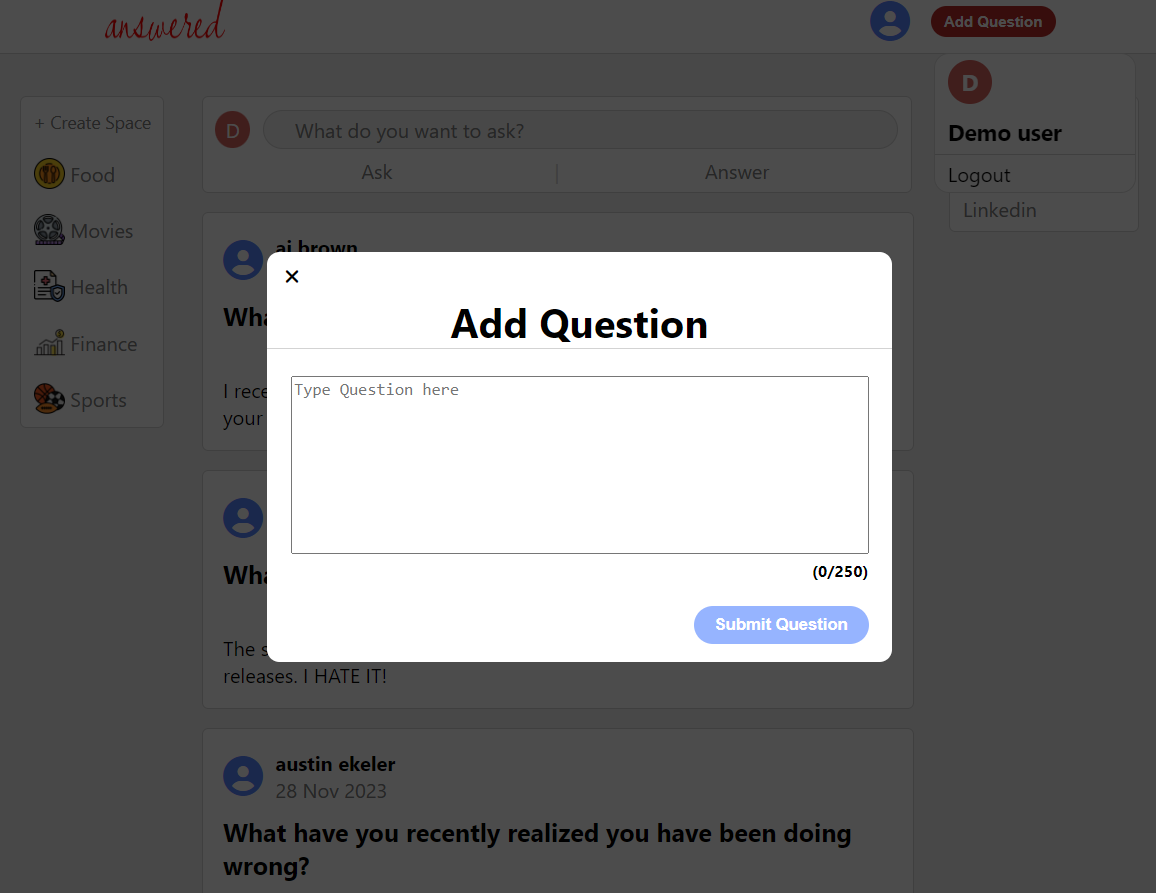 answered
Add Question
D
Demo user
Logout
Linkedin
+ Create Space
Food
Movies
Health
Finance
Sports
D What do you want to ask?
Ask | Answer
aj brown
I rece
your
The s
releases. I HATE IT!
austin ekeler
28 Nov 2023
What have you recently realized you have been doing
wrong?
×
Add Question
Type Question here
(0/250)
Submit Question